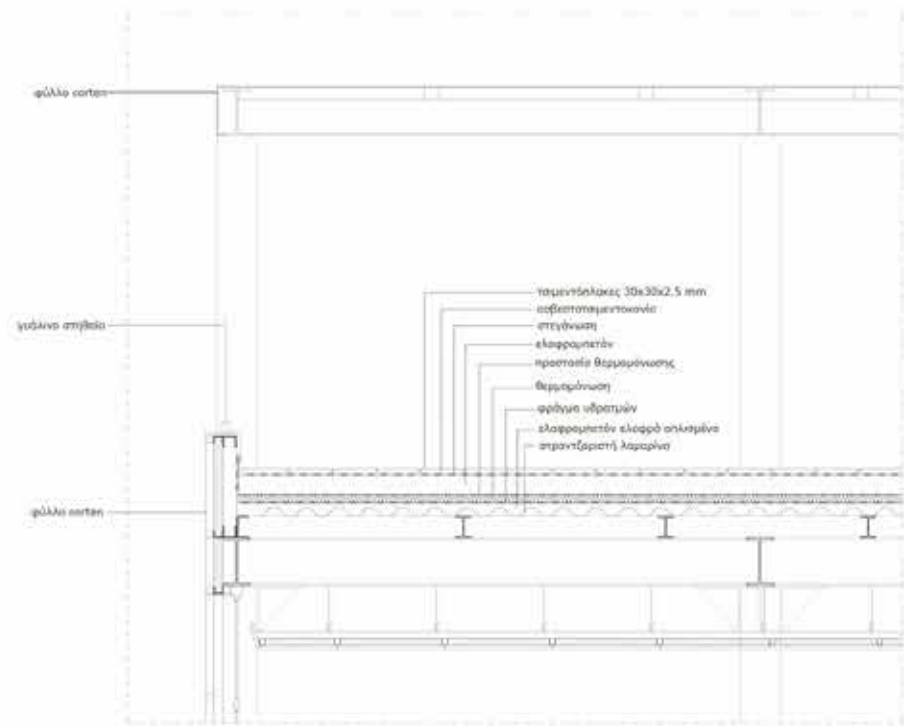 φύλλο corten
τσιμεντόπλακες 30x30x2,5 mm
ασβεστοτσιμεντοκονία
γυάλινο στηθαίο
στεγάνωση
ελαφρομπετόν
προστασία θερμομόνωσης
θερμομόνωση
φράγμα υδρατμών
ελαφρομπετόν ελαφρά οπλισμένο
στραντζαριστή λαμαρίνα
φύλλο corten